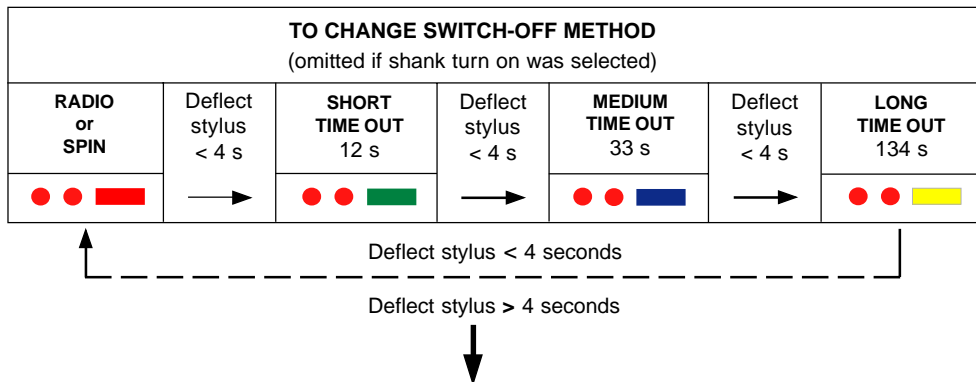 TO CHANGE SWITCH-OFF METHOD
(omitted if shank turn on was selected)
RADIO
or
SPIN
Deflect
stylus
< 4 s
SHORT
TIME OUT
12 s
Deflect
stylus
< 4 s
MEDIUM
TIME OUT
33 s
Deflect
stylus
< 4 s
LONG
TIME OUT
134 s
Deflect stylus < 4 seconds
Deflect stylus > 4 seconds